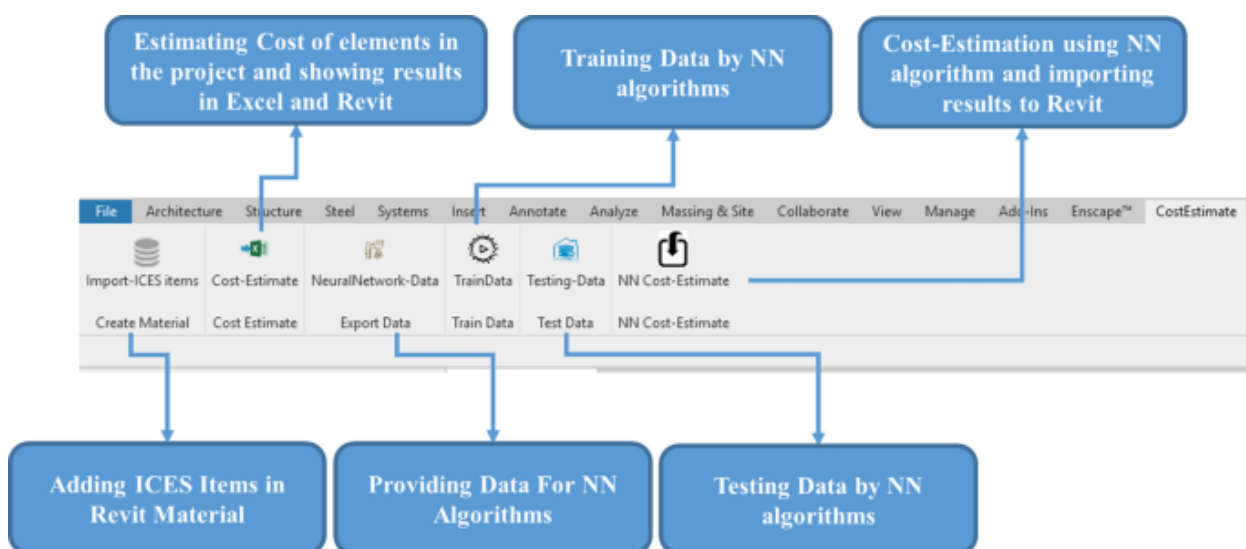 Estimating Cost of elements in
the project and showing results
in Excel and Revit
Training Data by NN
algorithms
Cost-Estimation using NN
algorithm and importing
results to Revit
File Architecture Structure Steel Systems Insert Annotate Analyze Massing & Site Collaborate View Manage Add-Ins Enscape™ CostEstimate
Import-ICES items Cost-Estimate NeuralNetwork-Data TrainData Testing-Data NN Cost-Estimate
Create Material Cost Estimate Export Data Train Data Test Data NN Cost-Estimate
Adding ICES Items in
Revit Material
Providing Data For NN
Algorithms
Testing Data by NN
algorithms